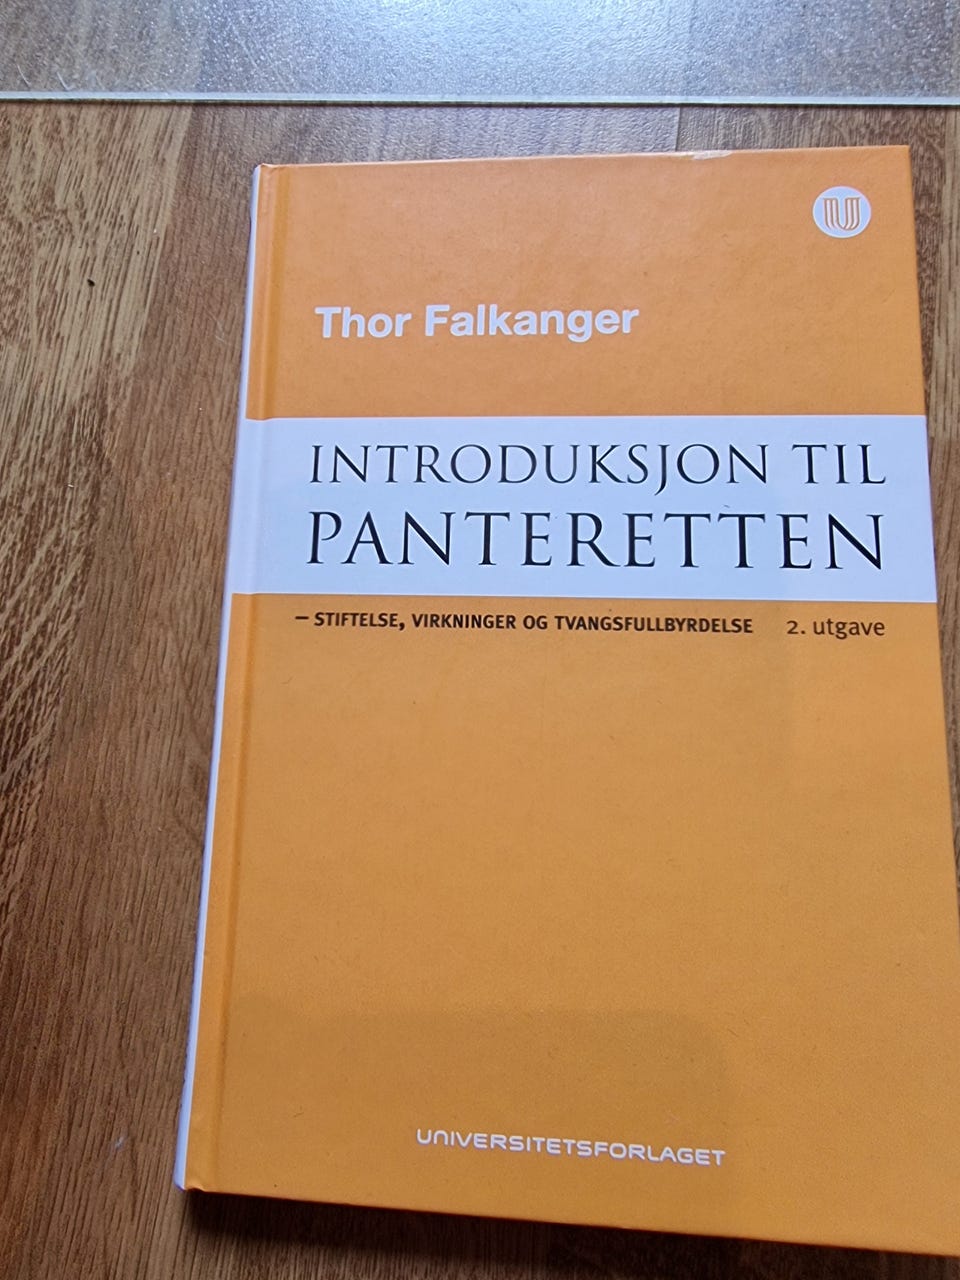 U
Thor Falkanger
INTRODUKSJON TIL
PANTERETTEN
– STIFTELSE, VIRKNINGER OG TVANGSFULLBYRDELSE 2. utgave
UNIVERSITETSFORLAGET